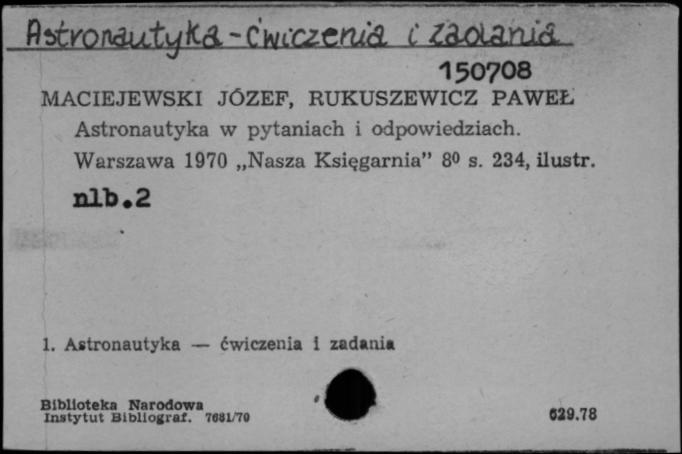 Astronautyka - ćwiczenia i zadania
150708
MACIEJEWSKI JÓZEF, RUKUSZEWICZ PAWEŁ
Astronautyka w pytaniach i odpowiedziach.
Warszawa 1970 „Nasza Księgarnia” 8⁰ s. 234, ilustr.
nlb.2
1. Astronautyka — ćwiczenia i zadania
Biblioteka Narodowa
Instytut Bibliograf. 7681/70
629.78